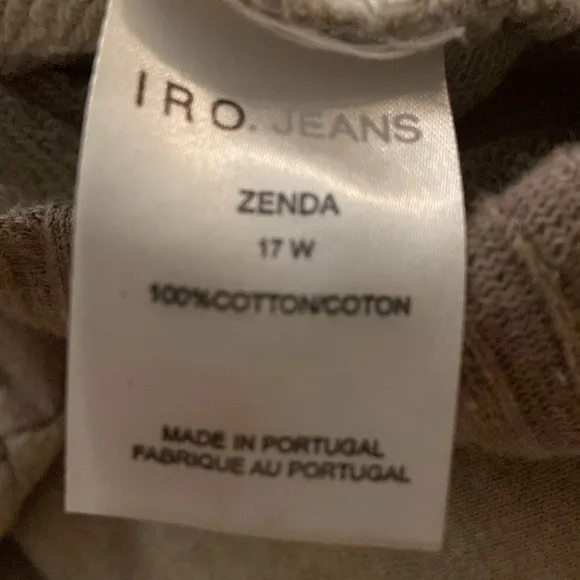 IRO. JEANS
ZENDA
17 W
100%COTTON/COTON
MADE IN PORTUGAL
FABRIQUE AU PORTUGAL